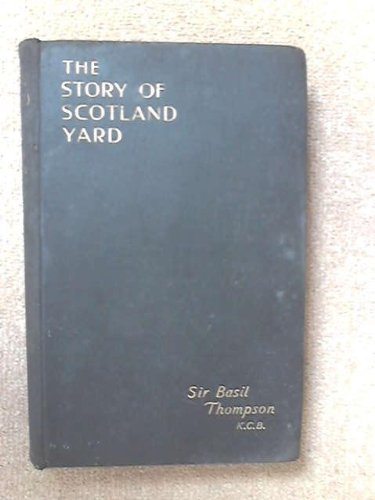 THE
STORY OF
SCOTLAND
YARD
Sir Basil
Thompson
K.C.B.